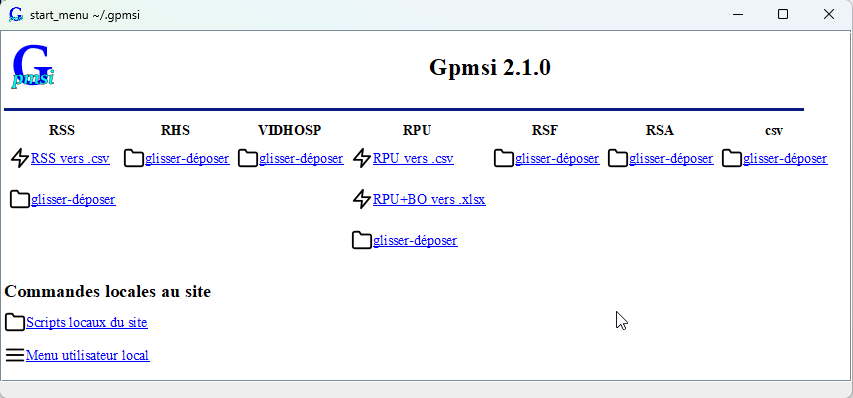 start_menu ~/.gpmsi
G pmsi
Gpmsi 2.1.0
RSS RHS VIDHOSP RPU RSF RSA csv
RSS vers .csv glisser-déposer glisser-déposer RPU vers .csv glisser-déposer glisser-déposer glisser-déposer
glisser-déposer RPU+BO vers .xlsx
glisser-déposer
Commandes locales au site
Scripts locaux du site
Menu utilisateur local